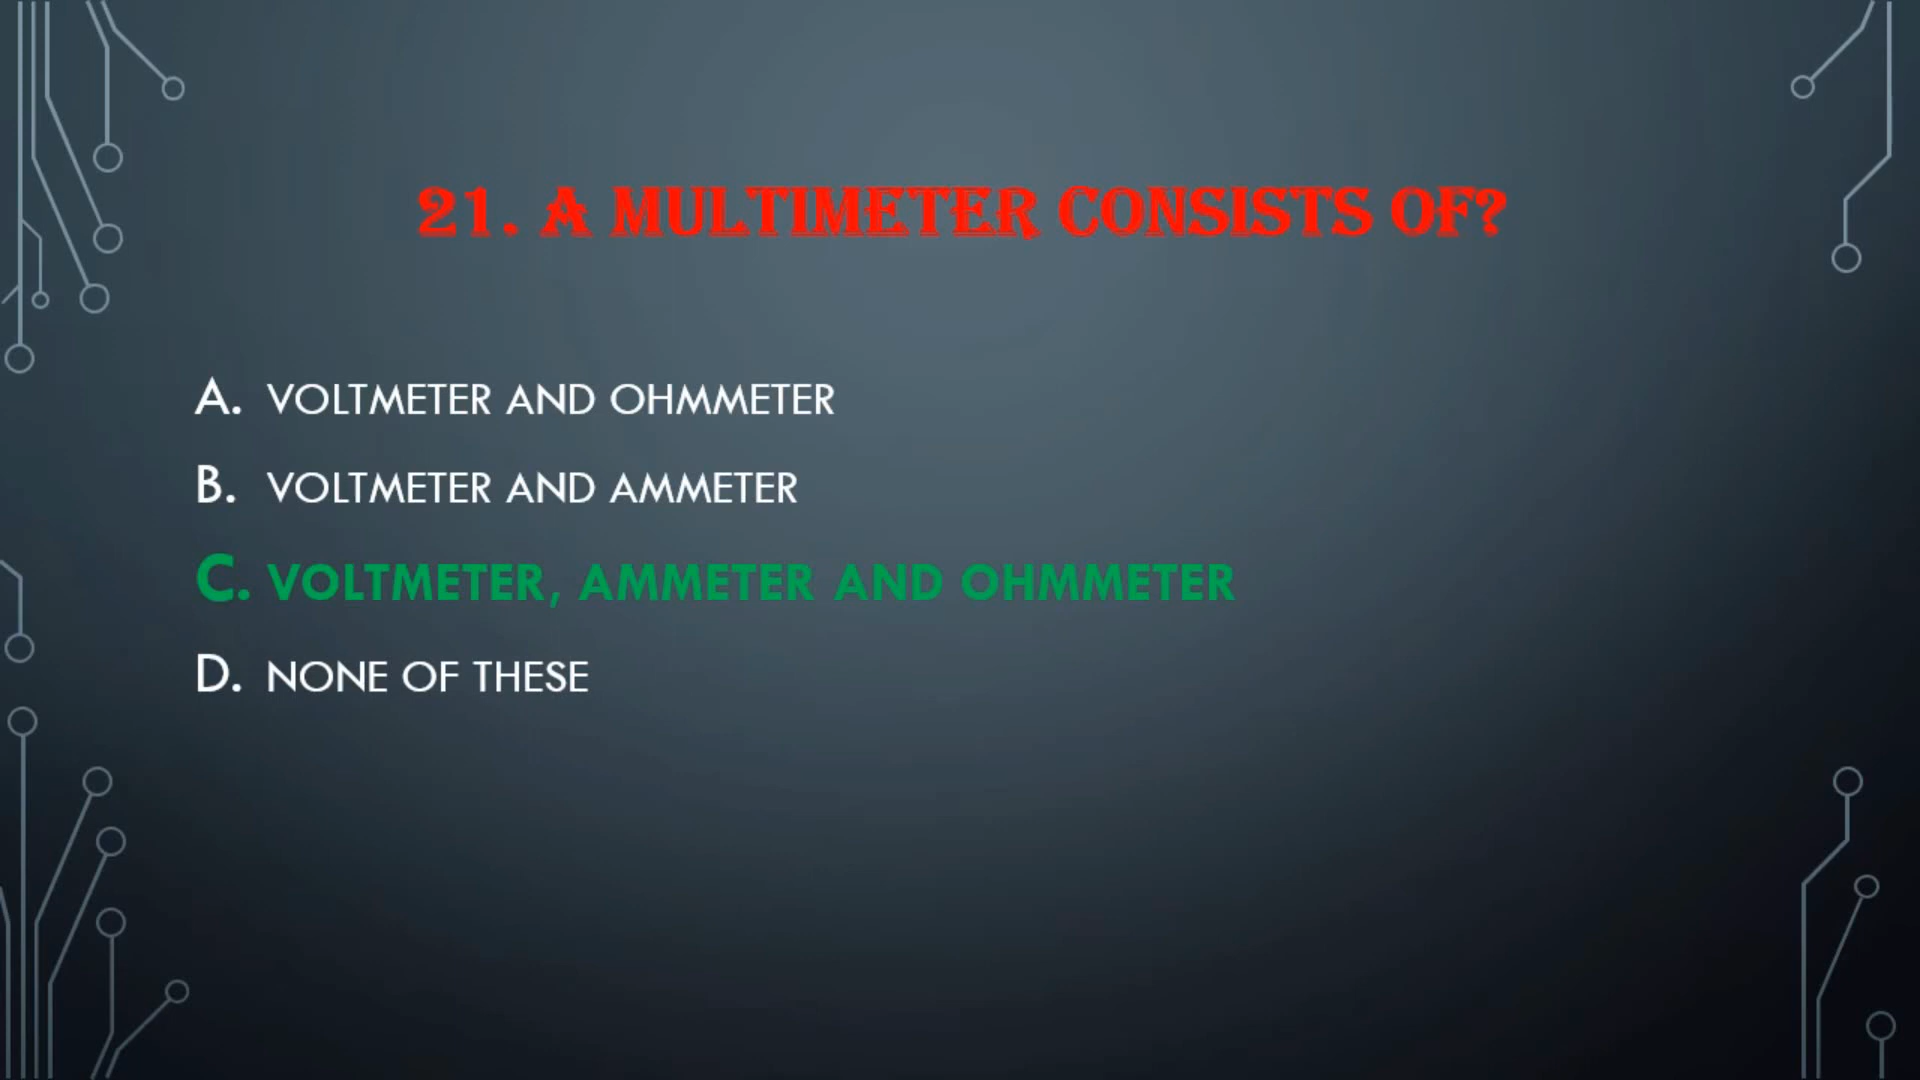 21. A MULTIMETER CONSISTS OF?
A. VOLTMETER AND OHMMETER
B. VOLTMETER AND AMMETER
C. VOLTMETER, AMMETER AND OHMMETER
D. NONE OF THESE